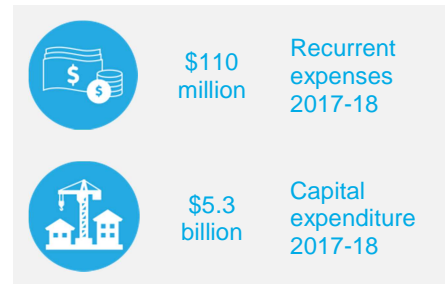 $
$
$110
million
Recurrent
expenses
2017-18
$5.3
billion
Capital
expenditure
2017-18